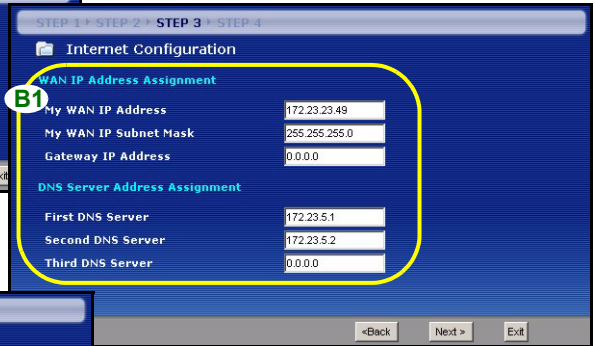 STEP 1 › STEP 2 › STEP 3 › STEP 4
Internet Configuration
WAN IP Address Assignment
B1
My WAN IP Address 172.23.23.49
My WAN IP Subnet Mask 255.255.255.0
Gateway IP Address 0.0.0.0
DNS Server Address Assignment
First DNS Server 172.23.5.1
Second DNS Server 172.23.5.2
Third DNS Server 0.0.0.0
<Back Next > Exit